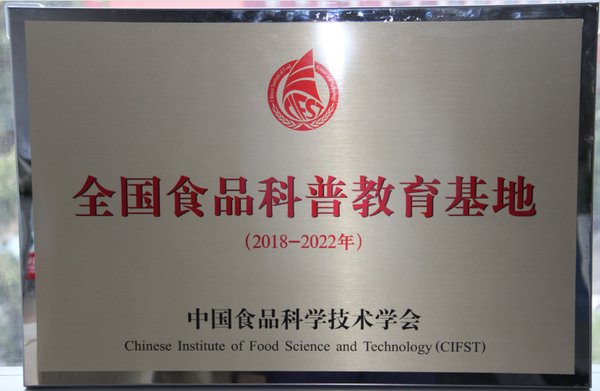 CIFST
全国食品科普教育基地
(2018-2022年)
中国食品科学技术学会
Chinese Institute of Food Science and Technology(CIFST)